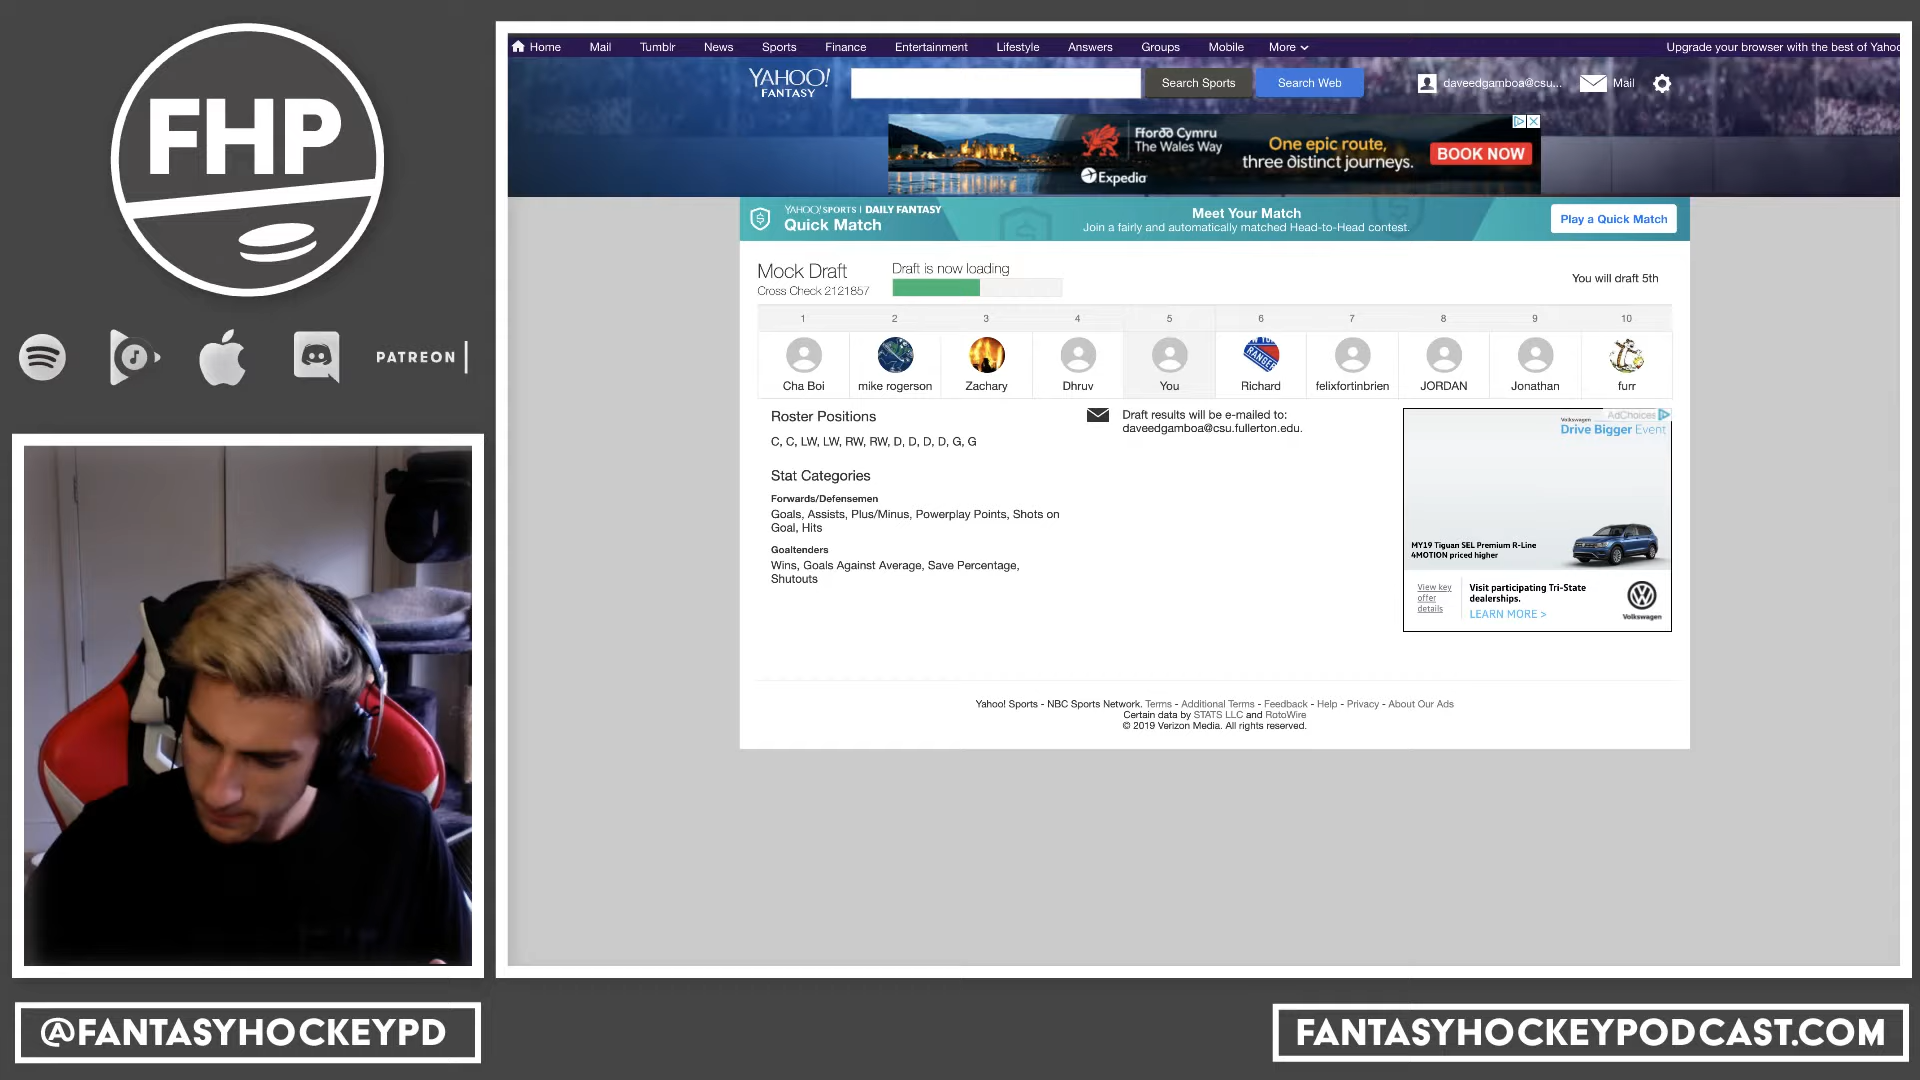 FHP
PATREON
@FANTASYHOCKEYPD
FANTASYHOCKEYPODCAST.COM
Home Mail Tumblr News Sports Finance Entertainment Lifestyle Answers Groups Mobile More Upgrade your browser with the best of Yahoo
YAHOO! FANTASY
Search Sports Search Web daveedgamboa@csu... Mail
Ffordd Cymru
The Wales Way
Expedia
One epic route,
three distinct journeys.
BOOK NOW
YAHOO! SPORTS | DAILY FANTASY
Quick Match
Meet Your Match
Join a fairly and automatically matched Head-to-Head contest.
Play a Quick Match
Mock Draft
Cross Check 2121857
Draft is now loading
You will draft 5th
1 2 3 4 5 6 7 8 9 10
RANGERS
Cha Boi mike rogerson Zachary Dhruv You Richard felixfortinbrien JORDAN Jonathan furr
Roster Positions
C, C, LW, LW, RW, RW, D, D, D, D, G, G
Stat Categories
Forwards/Defensemen
Goals, Assists, Plus/Minus, Powerplay Points, Shots on
Goal, Hits
Goaltenders
Wins, Goals Against Average, Save Percentage,
Shutouts
Draft results will be e-mailed to:
daveedgamboa@csu.fullerton.edu.
AdChoices
Volkswagen
Drive Bigger Event
MY19 Tiguan SEL Premium R-Line
4MOTION priced higher
View key
offer
details
Visit participating Tri-State
dealerships.
LEARN MORE >
Volkswagen
Yahoo! Sports - NBC Sports Network. Terms - Additional Terms - Feedback - Help - Privacy - About Our Ads
Certain data by STATS LLC and RotoWire
© 2019 Verizon Media. All rights reserved.